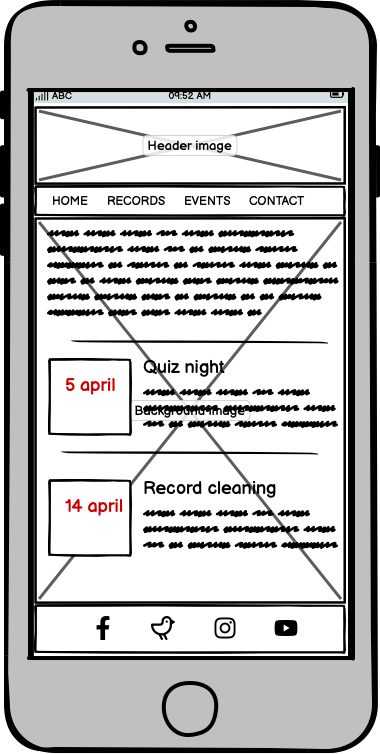 ABC 09:52 AM
Header image
HOME RECORDS EVENTS CONTACT
Quiz night
5 april
Background image
Record cleaning
14 april